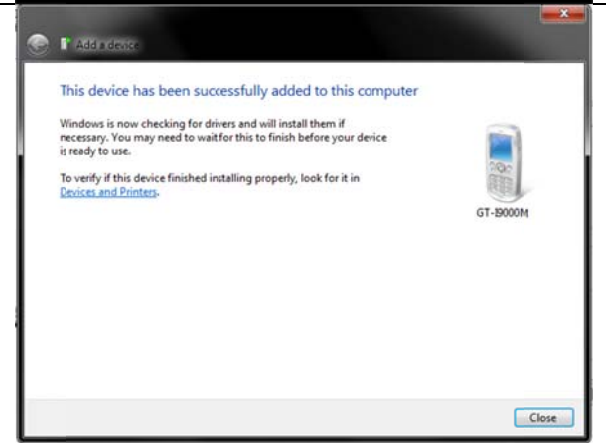 Add a device
This device has been successfully added to this computer
Windows is now checking for drivers and will install them if
necessary. You may need to waitfor this to finish before your device
is ready to use.
To verify if this device finished installing properly, look for it in
Devices and Printers.
GT-I9000M
Close